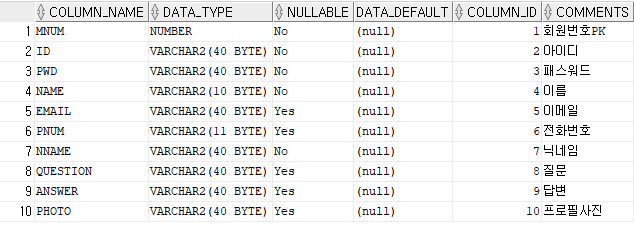 COLUMN_NAME DATA_TYPE NULLABLE DATA_DEFAULT COLUMN_ID COMMENTS
1 MNUM NUMBER No (null) 1 회원번호PK
2 ID VARCHAR2(40 BYTE) No (null) 2 아이디
3 PWD VARCHAR2(40 BYTE) No (null) 3 패스워드
4 NAME VARCHAR2(10 BYTE) No (null) 4 이름
5 EMAIL VARCHAR2(40 BYTE) Yes (null) 5 이메일
6 PNUM VARCHAR2(11 BYTE) Yes (null) 6 전화번호
7 NNAME VARCHAR2(40 BYTE) No (null) 7 닉네임
8 QUESTION VARCHAR2(40 BYTE) Yes (null) 8 질문
9 ANSWER VARCHAR2(40 BYTE) Yes (null) 9 답변
10 PHOTO VARCHAR2(40 BYTE) Yes (null) 10 프로필사진